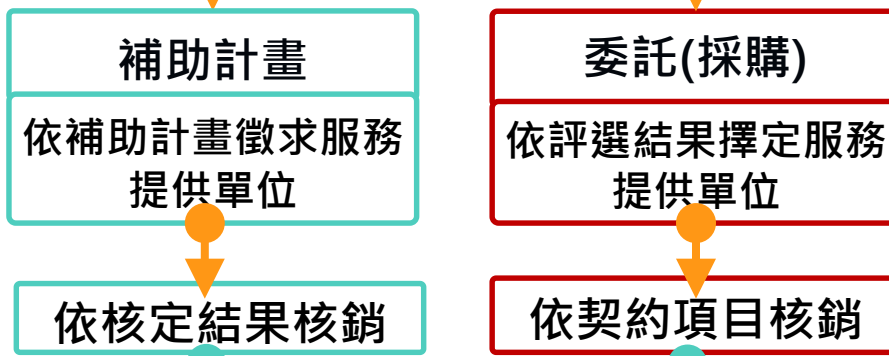 補助計畫
依補助計畫徵求服務
提供單位
依核定結果核銷
委託(採購)
依評選結果擇定服務
提供單位
依契約項目核銷